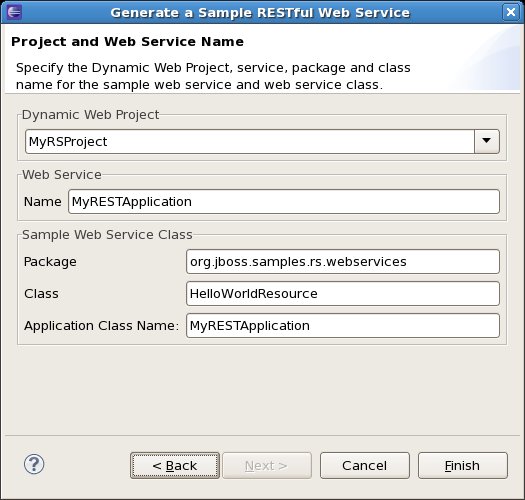 Generate a Sample RESTful Web Service
Project and Web Service Name
Specify the Dynamic Web Project, service, package and class
name for the sample web service and web service class.
Dynamic Web Project
MyRSProject
Web Service
Name MyRESTApplication
Sample Web Service Class
Package org.jboss.samples.rs.webservices
Class HelloWorldResource
Application Class Name: MyRESTApplication
? < Back Next > Cancel Finish